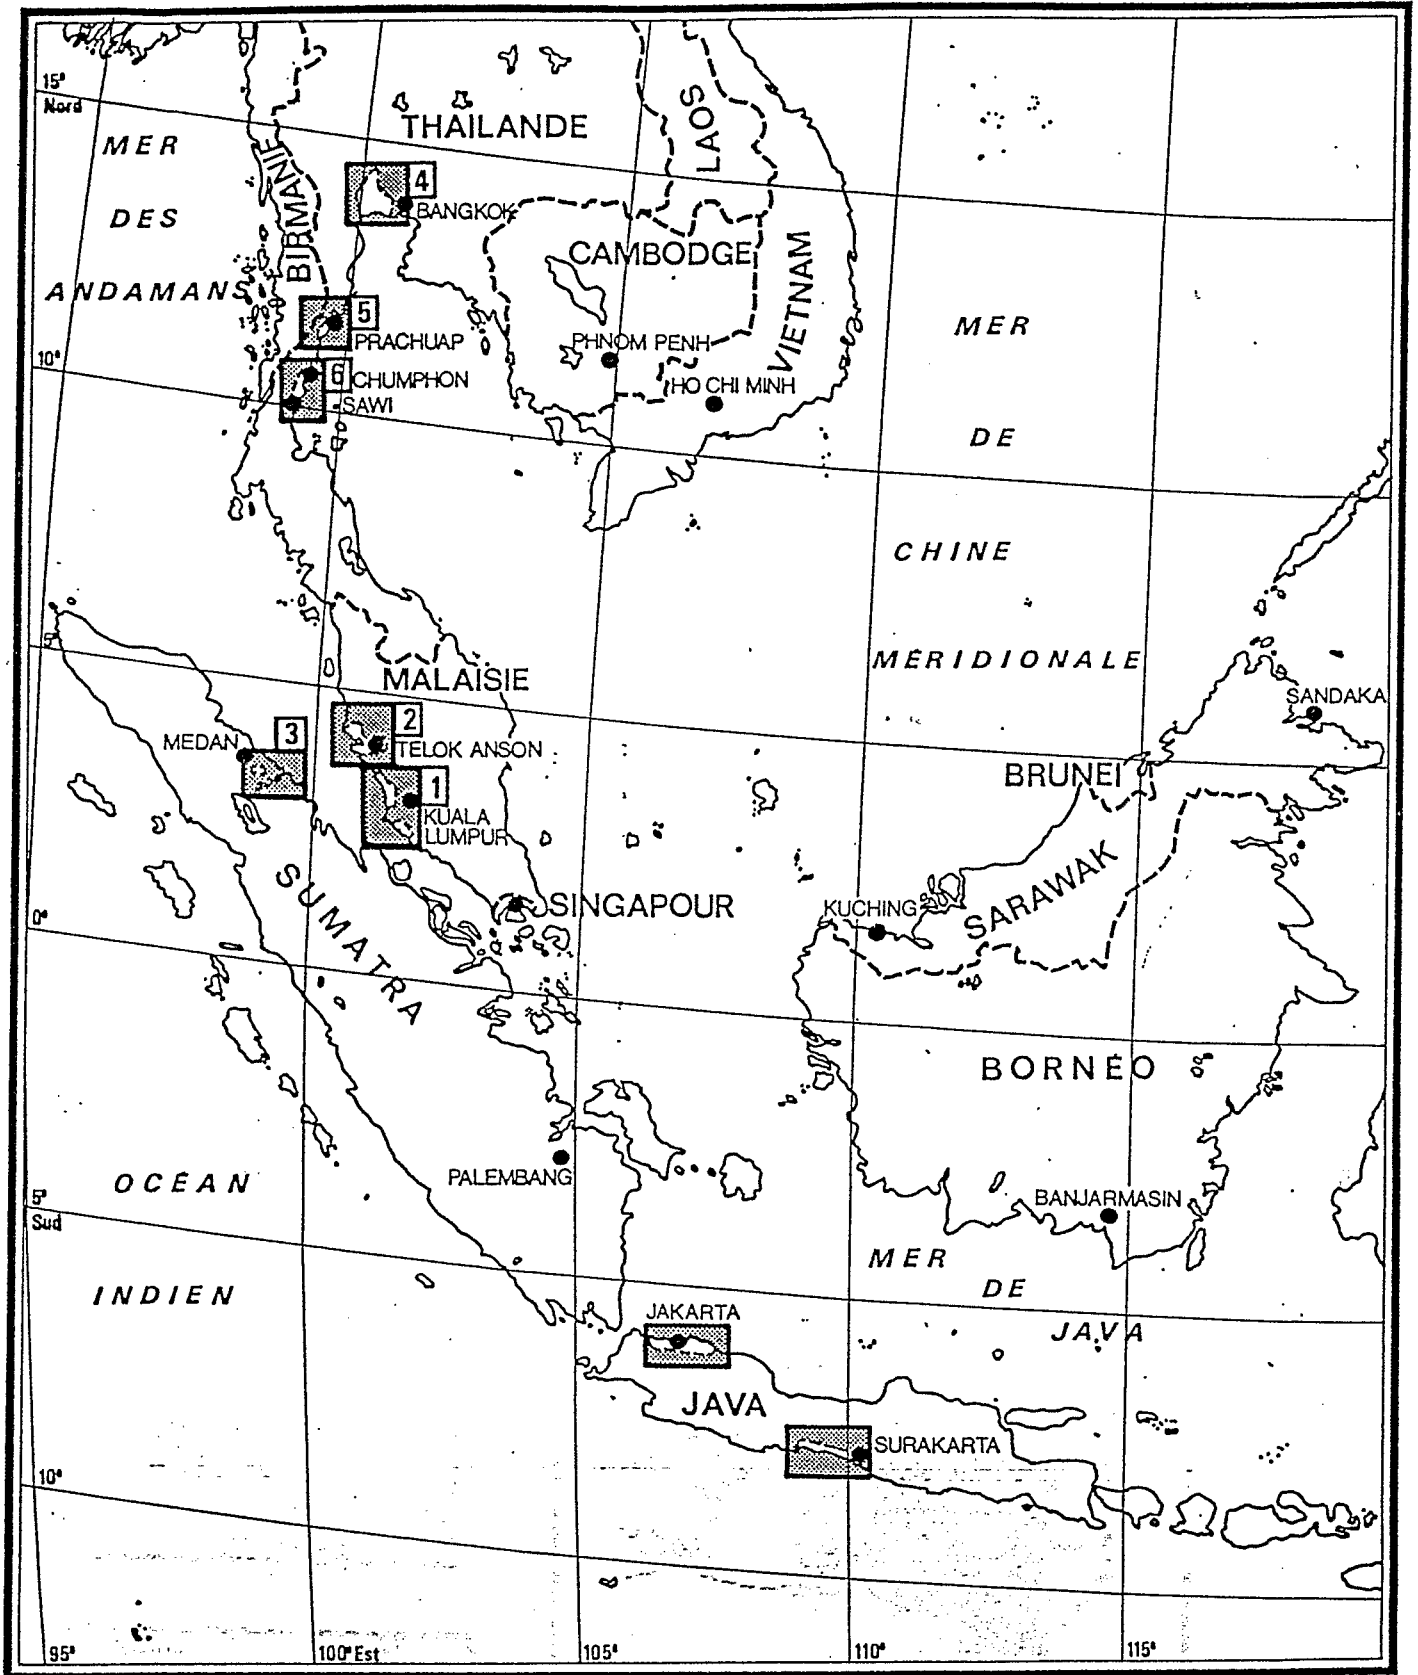 15°
Nord
MER
DES
ANDAMANS
BIRMANIE
THAILANDE
LAOS
4
BANGKOK
CAMBODGE
VIETNAM
5
PRACHUAP
10°
6
CHUMPHON
SAWI
PHNOM PENH
HO CHI MINH
MER
DE
CHINE
MÉRIDIONALE
5°
MALAISIE
SANDAKA
MEDAN
3
2
TELOK ANSON
1
KUALA
LUMPUR
BRUNEI
SUMATRA
SINGAPOUR
KUCHING
SARAWAK
0°
BORNÉO
PALEMBANG
OCÉAN
INDIEN
5°
Sud
BANJARMASIN
MER
DE
JAVA
JAKARTA
JAVA
SURAKARTA
10°
95°
100° Est
105°
110°
115°